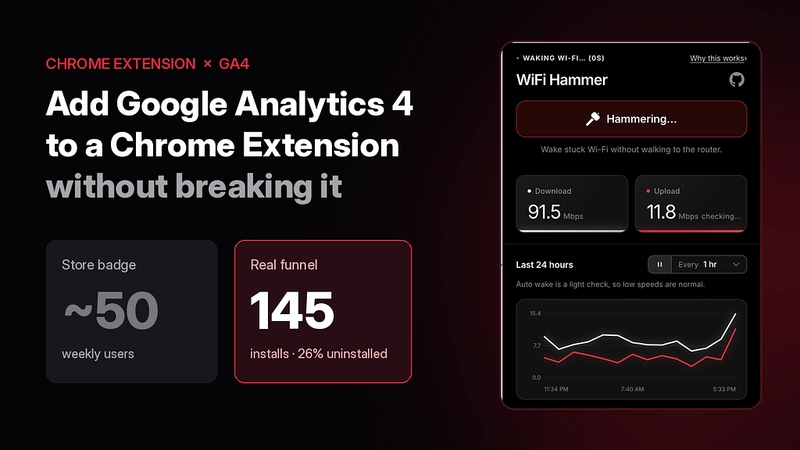 CHROME EXTENSION × GA4
Add Google Analytics 4
to a Chrome Extension
without breaking it
Store badge
~50
weekly users
Real funnel
145
installs · 26% uninstalled
• WAKING WI-FI... (0S)
Why this works›
WiFi Hammer
Hammering...
Wake stuck Wi-Fi without walking to the router.
Download
91.5 Mbps
Upload
11.8 Mbps checking...
Last 24 hours
Every 1 hr
Auto wake is a light check, so low speeds are normal.
15.4
7.7
0.0
11:34 PM
7:40 AM
5:33 PM